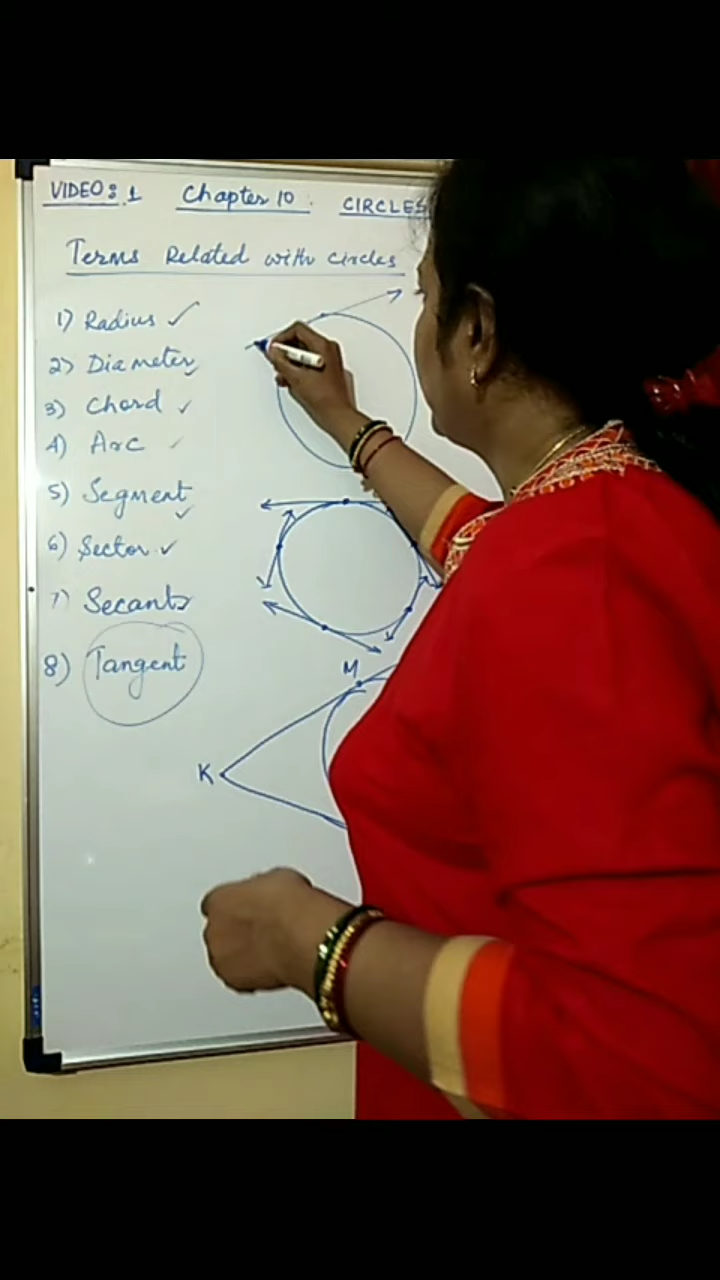 VIDEO: 1 Chapter 10: CIRCLES
Terms Related with circles
1) Radius ✓
2) Diameter ✓
3) Chord ✓
4) Arc ✓
5) Segment ✓
6) Sector ✓
7) Secants
8) Tangent
M
K